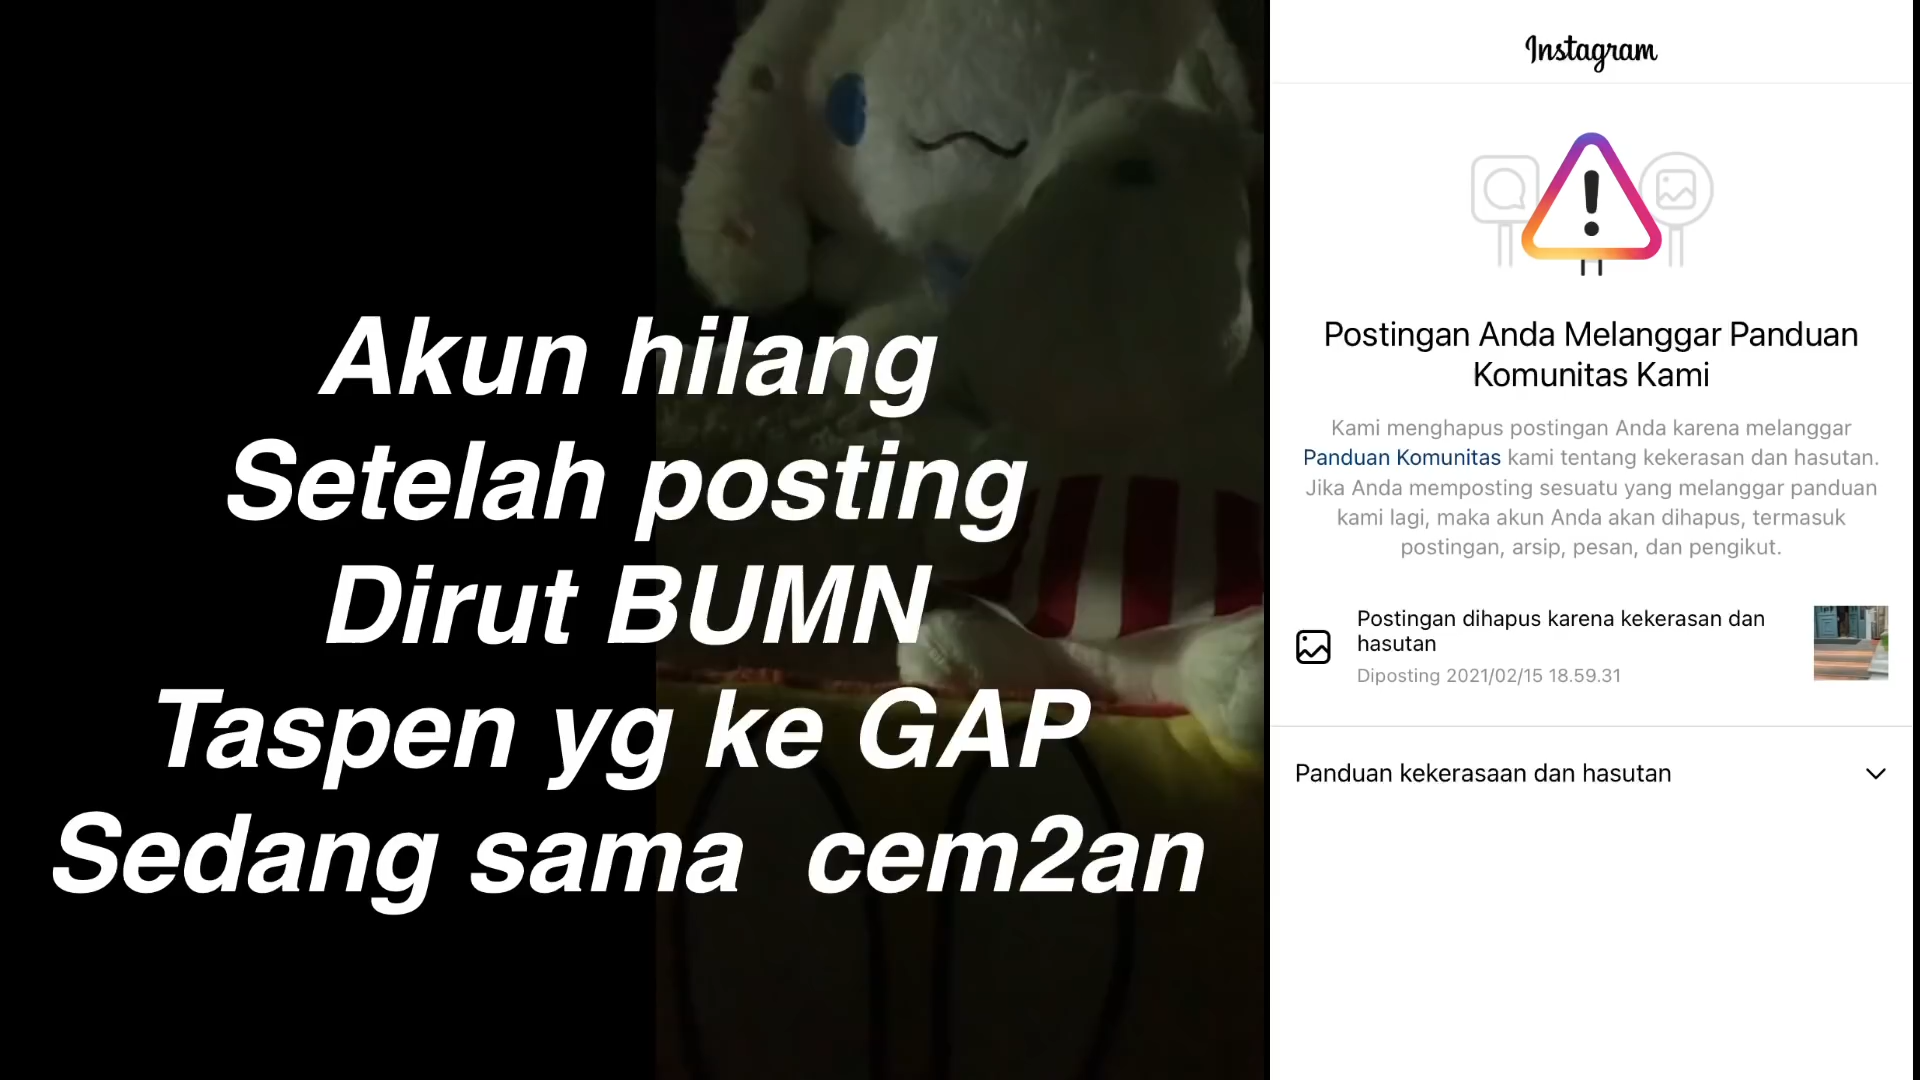 Akun hilang
Setelah posting
Dirut BUMN
Taspen yg ke GAP
Sedang sama cem2an
Instagram
Postingan Anda Melanggar Panduan
Komunitas Kami
Kami menghapus postingan Anda karena melanggar
Panduan Komunitas kami tentang kekerasan dan hasutan.
Jika Anda memposting sesuatu yang melanggar panduan
kami lagi, maka akun Anda akan dihapus, termasuk
postingan, arsip, pesan, dan pengikut.
Postingan dihapus karena kekerasan dan
hasutan
Diposting 2021/02/15 18.59.31
Panduan kekerasaan dan hasutan